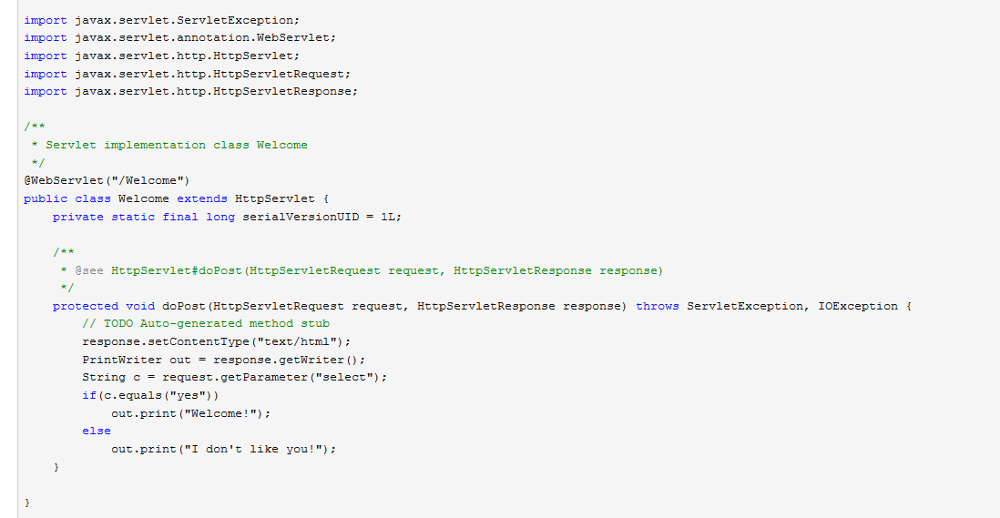 import javax.servlet.ServletException;
import javax.servlet.annotation.WebServlet;
import javax.servlet.http.HttpServlet;
import javax.servlet.http.HttpServletRequest;
import javax.servlet.http.HttpServletResponse;

/**
 * Servlet implementation class Welcome
 */
@WebServlet("/Welcome")
public class Welcome extends HttpServlet {
    private static final long serialVersionUID = 1L;

    /**
     * @see HttpServlet#doPost(HttpServletRequest request, HttpServletResponse response)
     */
    protected void doPost(HttpServletRequest request, HttpServletResponse response) throws ServletException, IOException {
        // TODO Auto-generated method stub
        response.setContentType("text/html");
        PrintWriter out = response.getWriter();
        String c = request.getParameter("select");
        if(c.equals("yes"))
            out.print("Welcome!");
        else
            out.print("I don't like you!");
    }

}